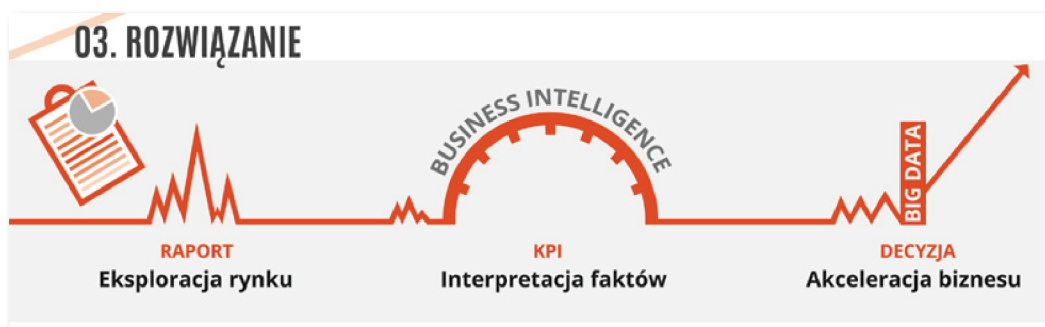 03. ROZWIĄZANIE
BUSINESS INTELLIGENCE
BIG DATA
RAPORT
Eksploracja rynku
KPI
Interpretacja faktów
DECYZJA
Akceleracja biznesu